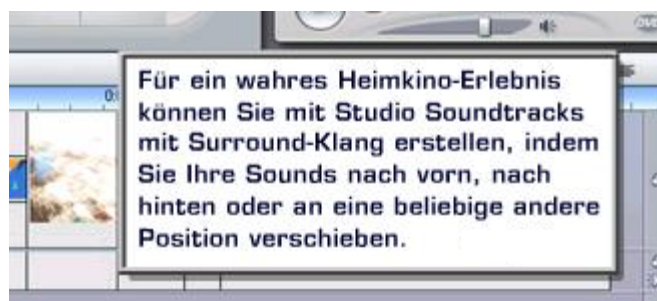 Für ein wahres Heimkino-Erlebnis
können Sie mit Studio Soundtracks
mit Surround-Klang erstellen, indem
Sie Ihre Sounds nach vorn, nach
hinten oder an eine beliebige andere
Position verschieben.